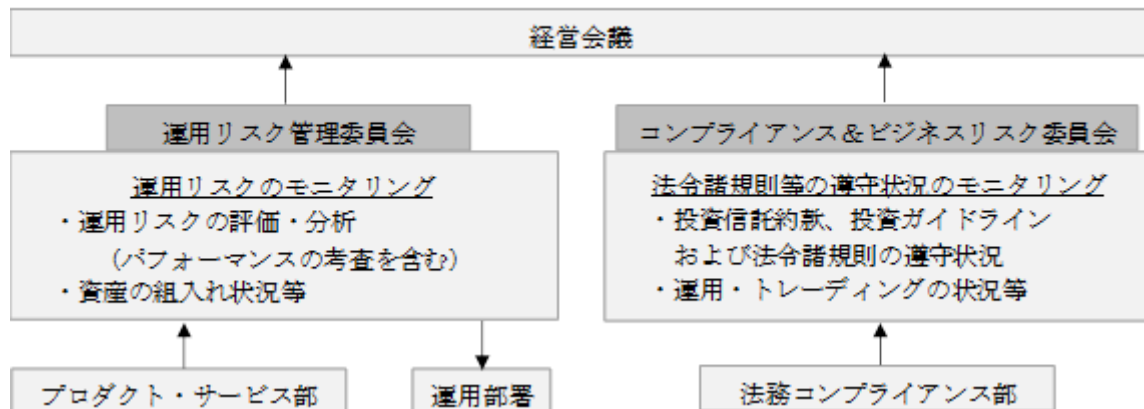 経営会議
運用リスク管理委員会
運用リスクのモニタリング
・運用リスクの評価・分析
（パフォーマンスの考査を含む）
・資産の組入れ状況等
プロダクト・サービス部
運用部署
コンプライアンス＆ビジネスリスク委員会
法令諸規則等の遵守状況のモニタリング
・投資信託約款、投資ガイドライン
および法令諸規則の遵守状況
・運用・トレーディングの状況等
法務コンプライアンス部